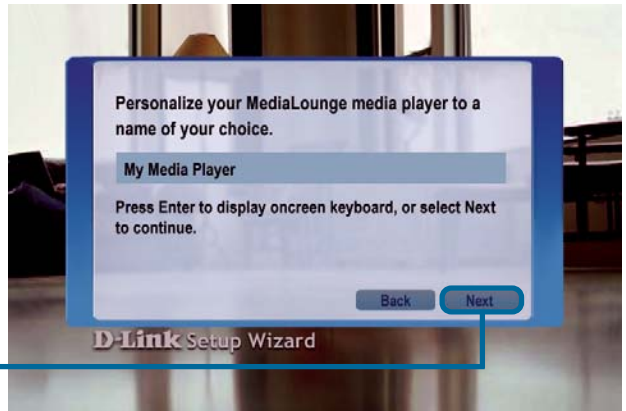 Personalize your MediaLounge media player to a
name of your choice.
My Media Player
Press Enter to display oncreen keyboard, or select Next
to continue.
Back Next
D-Link Setup Wizard